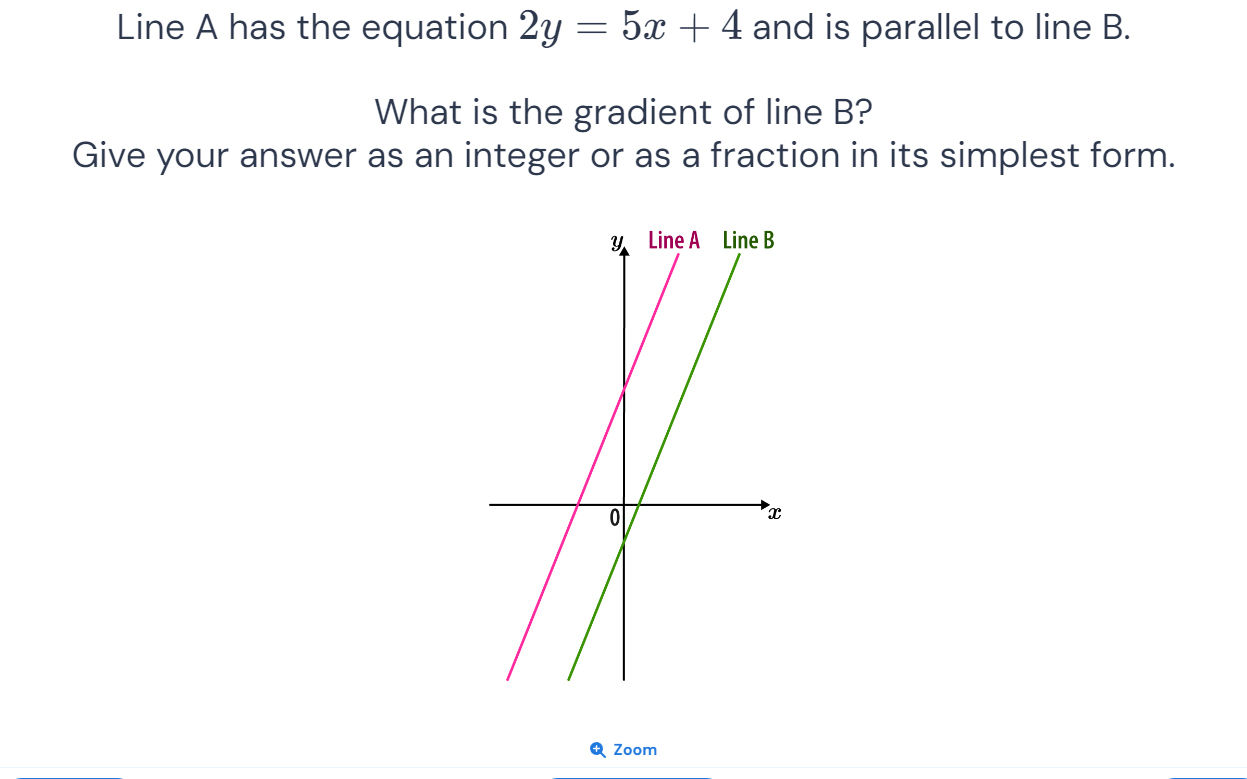 Line A has the equation 2y = 5x + 4 and is parallel to line B.
What is the gradient of line B?
Give your answer as an integer or as a fraction in its simplest form.
y Line A Line B
0
x
Zoom